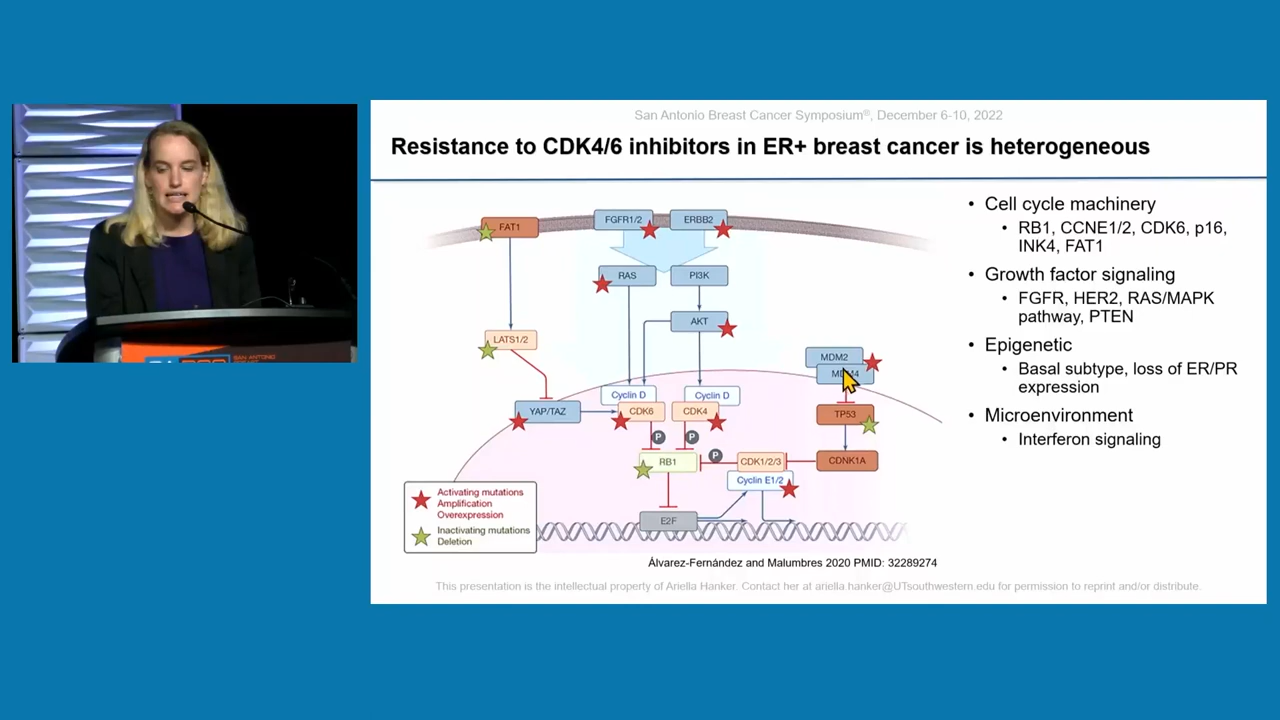 San Antonio Breast Cancer Symposium®, December 6-10, 2022
Resistance to CDK4/6 inhibitors in ER+ breast cancer is heterogeneous
FAT1
FGFR1/2
ERBB2
RAS
PI3K
AKT
LATS1/2
MDM2
Cyclin D
Cyclin D
YAP/TAZ
CDK6
CDK4
TP53
P
P
P
RB1
CDK1/2/3
CDNK1A
Cyclin E1/2
E2F
Activating mutations
Amplification
Overexpression
Inactivating mutations
Deletion
Álvarez-Fernández and Malumbres 2020 PMID: 32289274
• Cell cycle machinery
• RB1, CCNE1/2, CDK6, p16,
INK4, FAT1
• Growth factor signaling
• FGFR, HER2, RAS/MAPK
pathway, PTEN
• Epigenetic
• Basal subtype, loss of ER/PR
expression
• Microenvironment
• Interferon signaling
This presentation is the intellectual property of Ariella Hanker. Contact her at ariella hanker@UTsouthwestern.edu for permission to reprint and/or distribute.
SAN ANTONIO